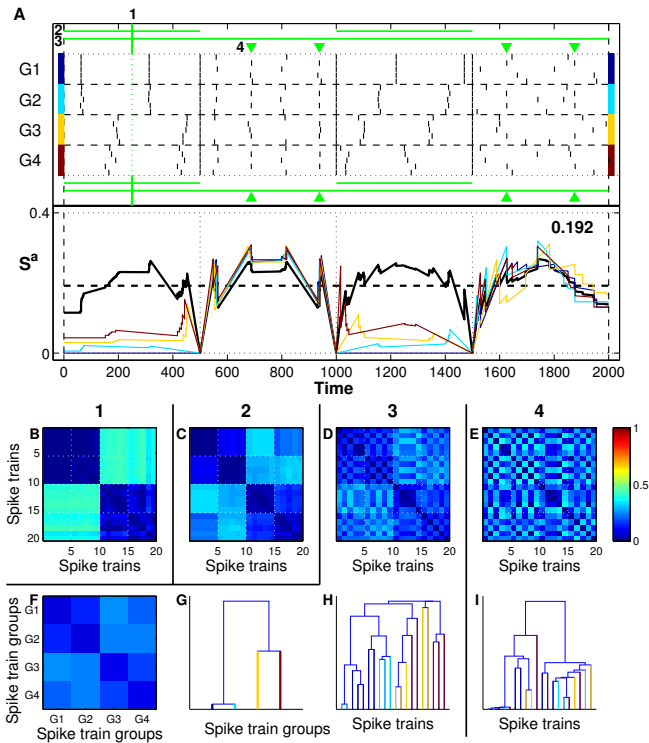 A
1
2
3
4
G1
G2
G3
G4
0.4
0.192
Sa
0
0 200 400 600 800 1000 1200 1400 1600 1800 2000
Time
1 2 3 4
B C D E
Spike trains
5
10
15
20
5 10 15 20
5 10 15 20
5 10 15 20
5 10 15 20
Spike trains Spike trains Spike trains Spike trains
1
0.5
0
F G H I
Spike train groups
G1
G2
G3
G4
G1 G2 G3 G4
Spike train groups Spike train groups Spike trains Spike trains